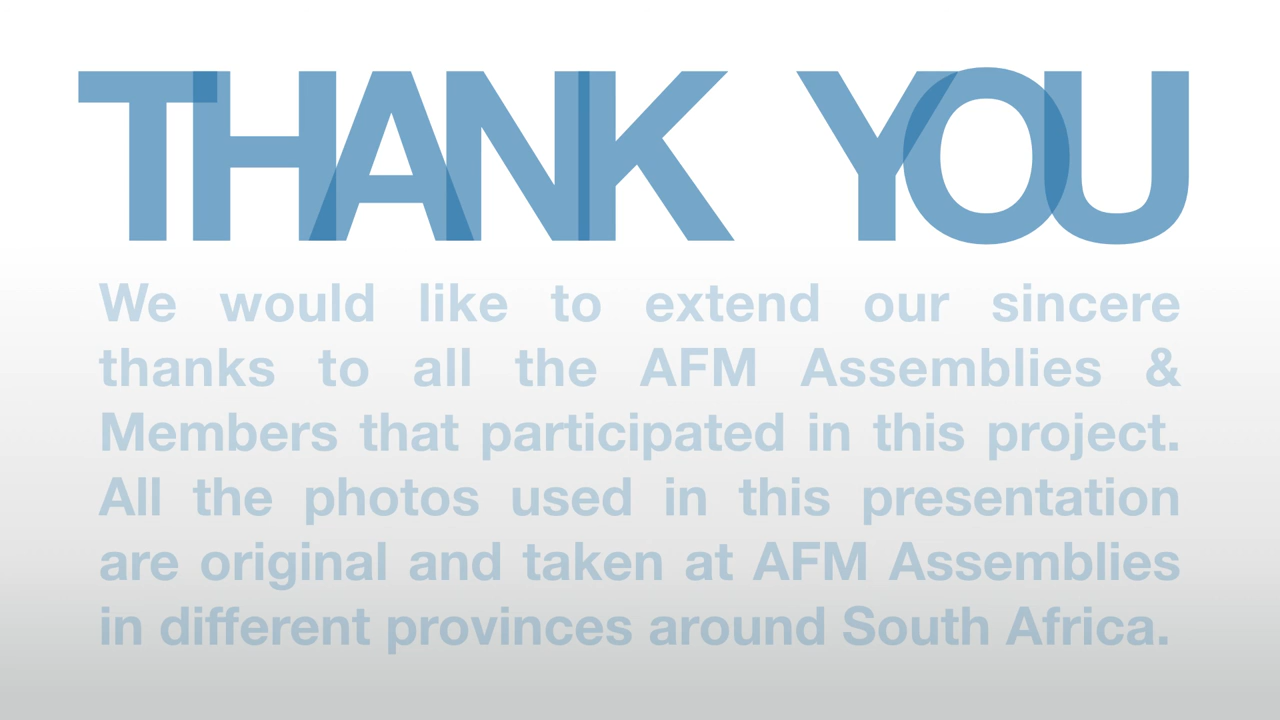 THANK YOU
We would like to extend our sincere
thanks to all the AFM Assemblies &
Members that participated in this project.
All the photos used in this presentation
are original and taken at AFM Assemblies
in different provinces around South Africa.